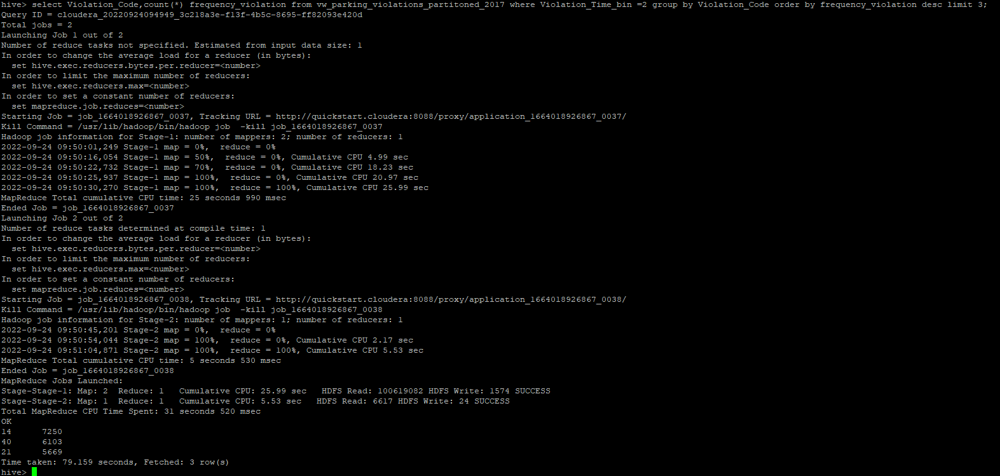 hive> select Violation_Code,count(*) frequency_violation from vw_parking_violations_partitoned_2017 where Violation_Time_bin =2 group by Violation_Code order by frequency_violation desc limit 3;
Query ID = cloudera_20220924094949_3c218a3e-f13f-4b5c-8695-ff82093e420d
Total jobs = 2
Launching Job 1 out of 2
Number of reduce tasks not specified. Estimated from input data size: 1
In order to change the average load for a reducer (in bytes):
  set hive.exec.reducers.bytes.per.reducer=<number>
In order to limit the maximum number of reducers:
  set hive.exec.reducers.max=<number>
In order to set a constant number of reducers:
  set mapreduce.job.reduces=<number>
Starting Job = job_1664018926867_0037, Tracking URL = http://quickstart.cloudera:8088/proxy/application_1664018926867_0037/
Kill Command = /usr/lib/hadoop/bin/hadoop job  -kill job_1664018926867_0037
Hadoop job information for Stage-1: number of mappers: 2; number of reducers: 1
2022-09-24 09:50:01,249 Stage-1 map = 0%,  reduce = 0%
2022-09-24 09:50:16,054 Stage-1 map = 50%,  reduce = 0%, Cumulative CPU 4.99 sec
2022-09-24 09:50:22,732 Stage-1 map = 70%,  reduce = 0%, Cumulative CPU 18.23 sec
2022-09-24 09:50:25,937 Stage-1 map = 100%,  reduce = 0%, Cumulative CPU 20.97 sec
2022-09-24 09:50:30,270 Stage-1 map = 100%,  reduce = 100%, Cumulative CPU 25.99 sec
MapReduce Total cumulative CPU time: 25 seconds 990 msec
Ended Job = job_1664018926867_0037
Launching Job 2 out of 2
Number of reduce tasks determined at compile time: 1
In order to change the average load for a reducer (in bytes):
  set hive.exec.reducers.bytes.per.reducer=<number>
In order to limit the maximum number of reducers:
  set hive.exec.reducers.max=<number>
In order to set a constant number of reducers:
  set mapreduce.job.reduces=<number>
Starting Job = job_1664018926867_0038, Tracking URL = http://quickstart.cloudera:8088/proxy/application_1664018926867_0038/
Kill Command = /usr/lib/hadoop/bin/hadoop job  -kill job_1664018926867_0038
Hadoop job information for Stage-2: number of mappers: 1; number of reducers: 1
2022-09-24 09:50:45,201 Stage-2 map = 0%,  reduce = 0%
2022-09-24 09:50:54,044 Stage-2 map = 100%,  reduce = 0%, Cumulative CPU 2.17 sec
2022-09-24 09:51:04,871 Stage-2 map = 100%,  reduce = 100%, Cumulative CPU 5.53 sec
MapReduce Total cumulative CPU time: 5 seconds 530 msec
Ended Job = job_1664018926867_0038
MapReduce Jobs Launched:
Stage-Stage-1: Map: 2  Reduce: 1   Cumulative CPU: 25.99 sec   HDFS Read: 100619082 HDFS Write: 1574 SUCCESS
Stage-Stage-2: Map: 1  Reduce: 1   Cumulative CPU: 5.53 sec   HDFS Read: 6617 HDFS Write: 24 SUCCESS
Total MapReduce CPU Time Spent: 31 seconds 520 msec
OK
14      7250
40      6103
21      5669
Time taken: 79.159 seconds, Fetched: 3 row(s)
hive>